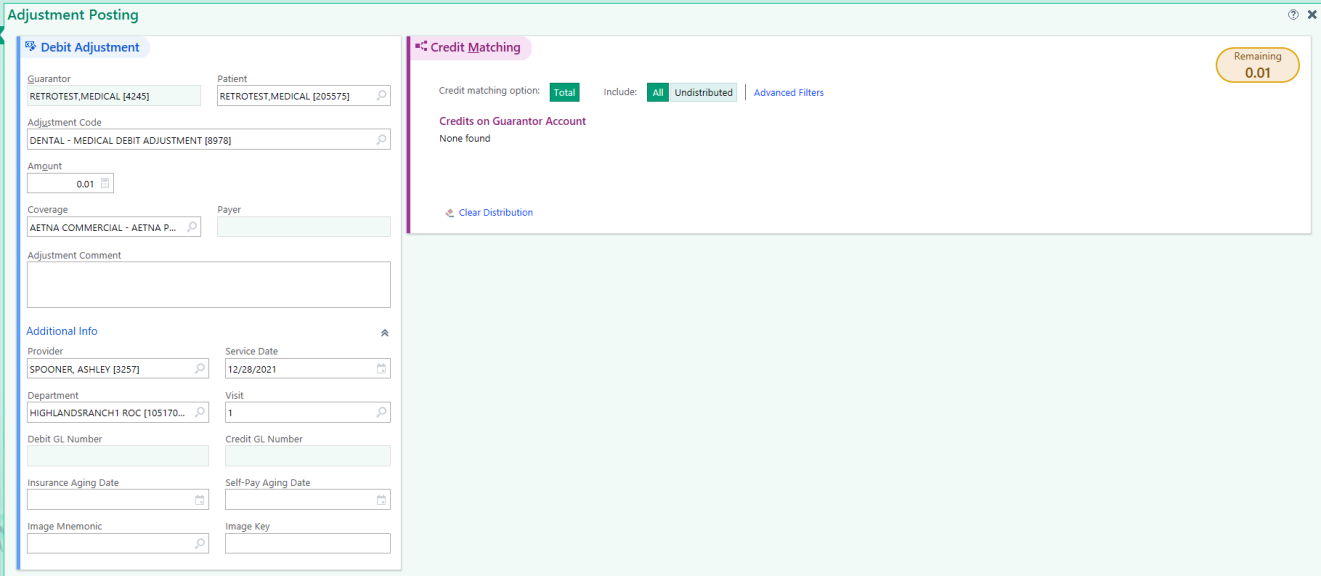 Adjustment Posting
Debit Adjustment
Guarantor
Patient
RETROTEST,MEDICAL [4245]
RETROTEST,MEDICAL [205575]
Adjustment Code
DENTAL - MEDICAL DEBIT ADJUSTMENT [8978]
Amount
0.01
Coverage
Payer
AETNA COMMERCIAL - AETNA P...
Adjustment Comment
Additional Info
Provider
Service Date
SPOONER, ASHLEY [3257]
12/28/2021
Department
Visit
HIGHLANDSRANCH1 ROC [105170...
1
Debit GL Number
Credit GL Number
Insurance Aging Date
Self-Pay Aging Date
Image Mnemonic
Image Key
Credit Matching
Remaining
0.01
Credit matching option: Total Include: All Undistributed Advanced Filters
Credits on Guarantor Account
None found
Clear Distribution